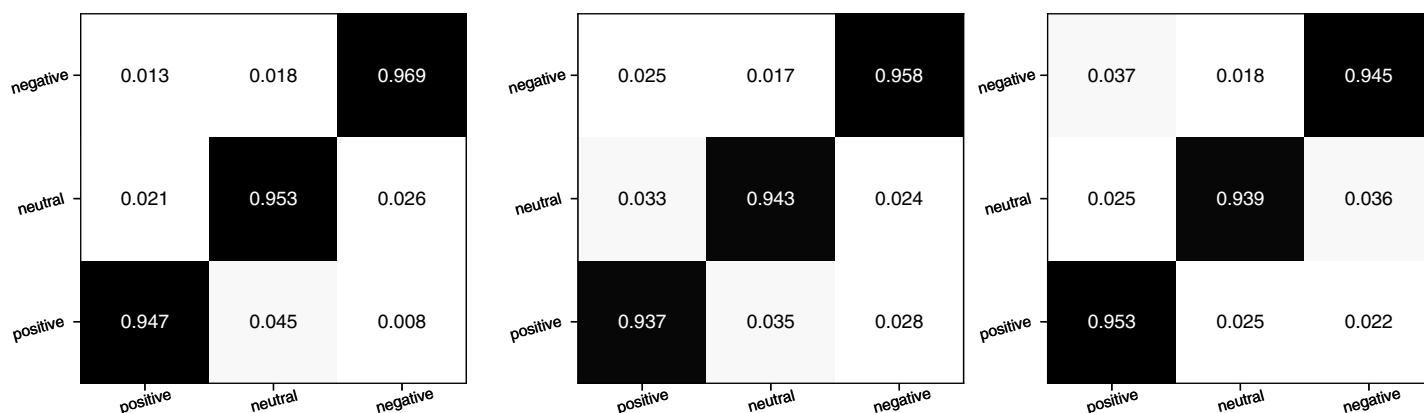 negative 0.013 0.018 0.969
neutral 0.021 0.953 0.026
positive 0.947 0.045 0.008
positive neutral negative
negative 0.025 0.017 0.958
neutral 0.033 0.943 0.024
positive 0.937 0.035 0.028
positive neutral negative
negative 0.037 0.018 0.945
neutral 0.025 0.939 0.036
positive 0.953 0.025 0.022
positive neutral negative